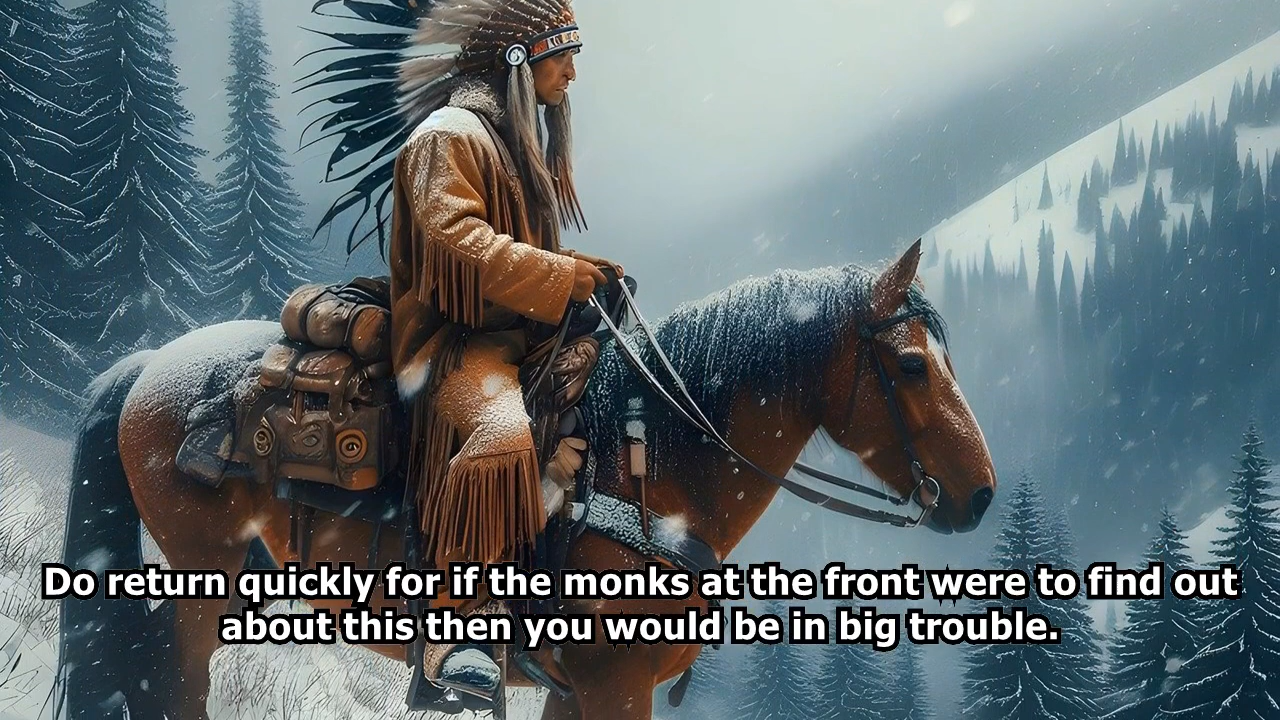 Do return quickly for if the monks at the front were to find out
about this then you would be in big trouble.